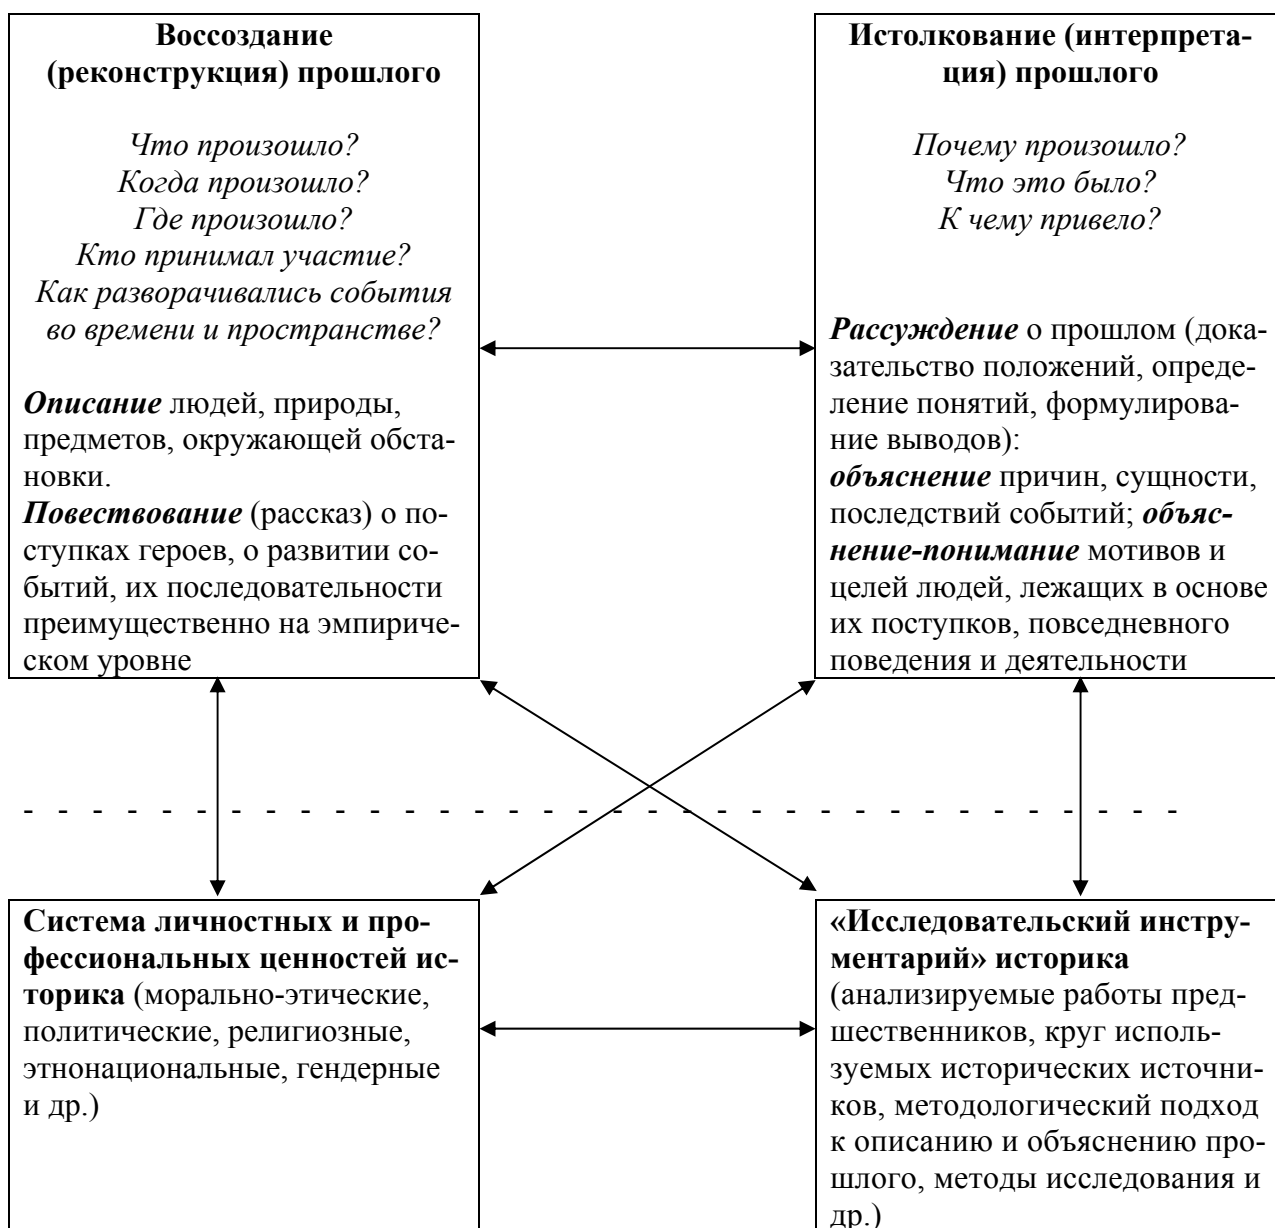 Воссоздание
(реконструкция) прошлого
Что произошло?
Когда произошло?
Где произошло?
Кто принимал участие?
Как разворачивались события
во времени и пространстве?
Описание людей, природы,
предметов, окружающей обста-
новки.
Повествование (рассказ) о по-
ступках героев, о развитии со-
бытий, их последовательности
преимущественно на эмпириче-
ском уровне
Истолкование (интерпрета-
ция) прошлого
Почему произошло?
Что это было?
К чему привело?
Рассуждение о прошлом (дока-
зательство положений, опреде-
ление понятий, формулирова-
ние выводов):
объяснение причин, сущности,
последствий событий; объяс-
нение-понимание мотивов и
целей людей, лежащих в основе
их поступков, повседневного
поведения и деятельности
Система личностных и про-
фессиональных ценностей ис-
торика (морально-этические,
политические, религиозные,
этнонациональные, гендерные
и др.)
«Исследовательский инстру-
ментарий» историка
(анализируемые работы пред-
шественников, круг исполь-
зуемых исторических источни-
ков, методологический подход
к описанию и объяснению про-
шлого, методы исследования и
др.)